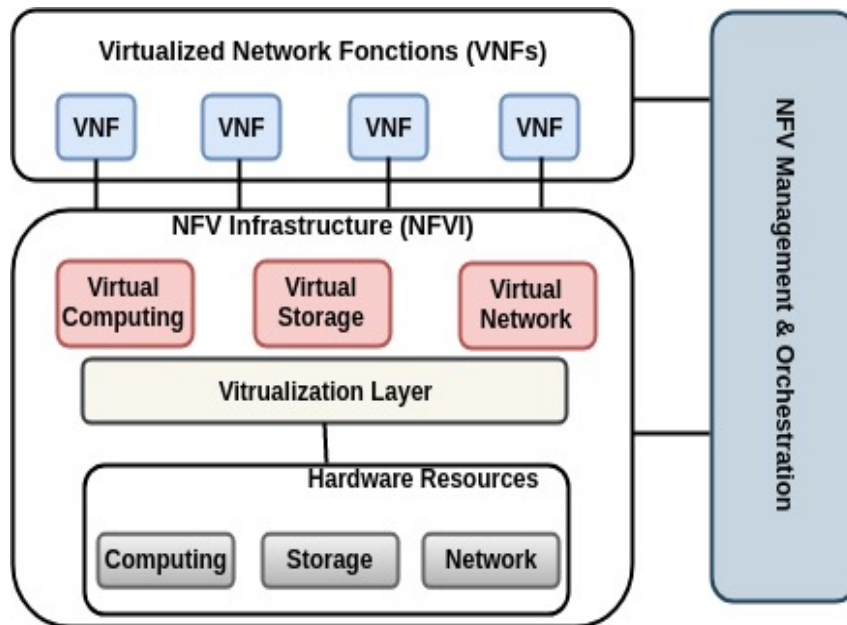 Virtualized Network Fonctions (VNFs)
VNF
VNF
VNF
VNF
NFV Infrastructure (NFVI)
Virtual
Computing
Virtual
Storage
Virtual
Network
Vitrualization Layer
Hardware Resources
Computing
Storage
Network
NFV Management & Orchestration